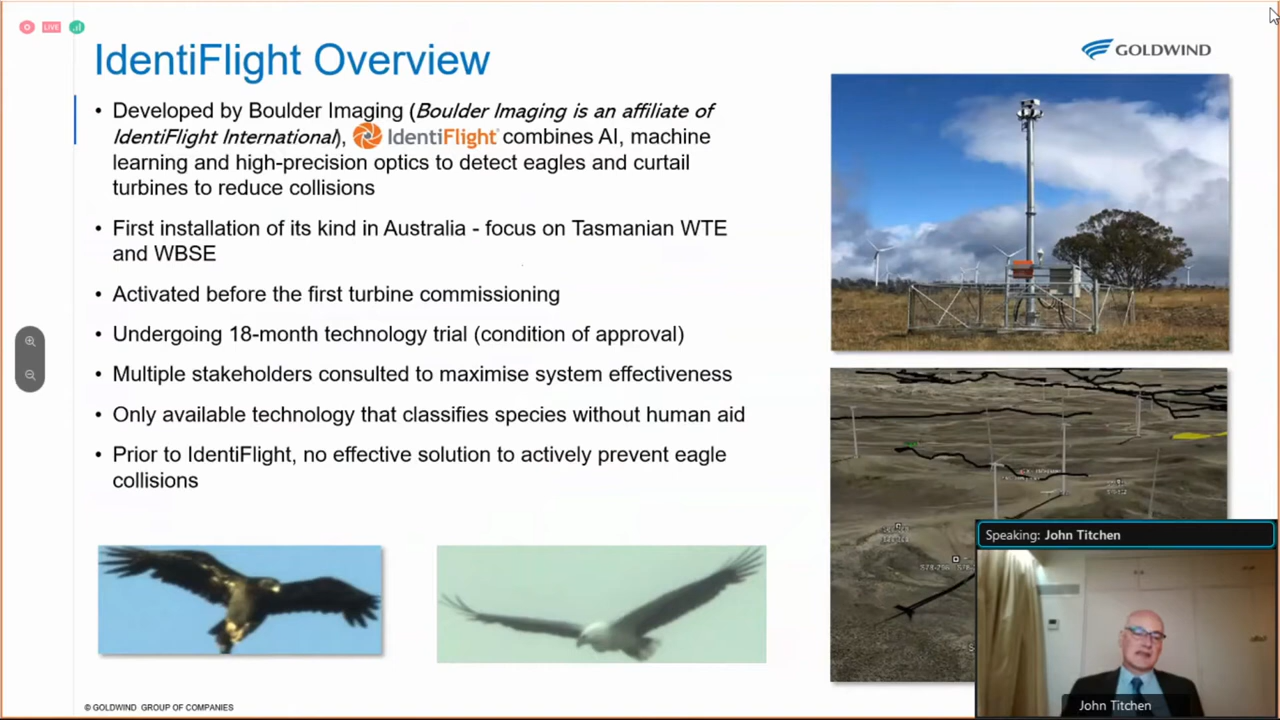 LIVE
IdentiFlight Overview
GOLDWIND
• Developed by Boulder Imaging (Boulder Imaging is an affiliate of
IdentiFlight International), IdentiFlight combines AI, machine
learning and high-precision optics to detect eagles and curtail
turbines to reduce collisions
• First installation of its kind in Australia - focus on Tasmanian WTE
and WBSE
• Activated before the first turbine commissioning
• Undergoing 18-month technology trial (condition of approval)
• Multiple stakeholders consulted to maximise system effectiveness
• Only available technology that classifies species without human aid
• Prior to IdentiFlight, no effective solution to actively prevent eagle
collisions
Speaking: John Titchen
John Titchen
© GOLDWIND GROUP OF COMPANIES